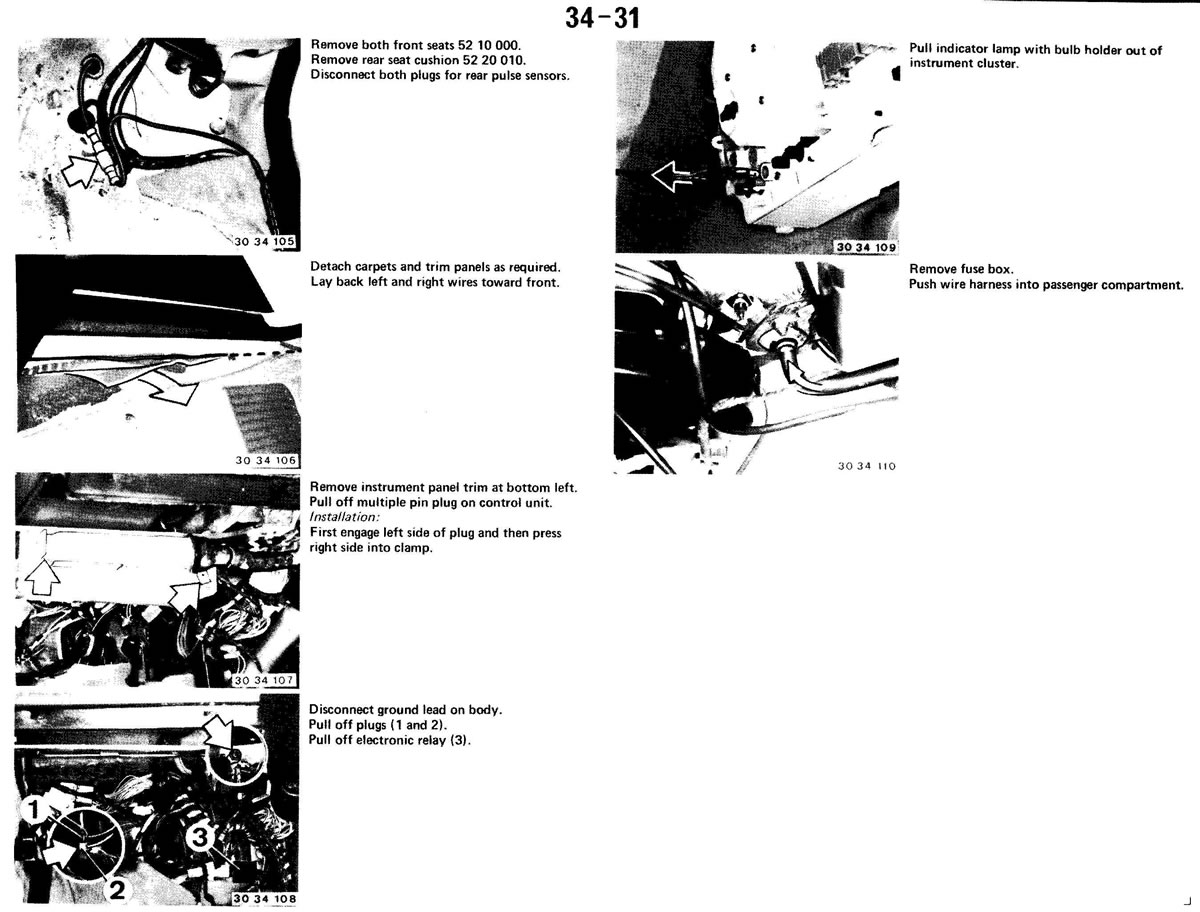 34-31
Remove both front seats 52 10 000.
Remove rear seat cushion 52 20 010.
Disconnect both plugs for rear pulse sensors.
30 34 105
Detach carpets and trim panels as required.
Lay back left and right wires toward front.
30 34 106
Remove instrument panel trim at bottom left.
Pull off multiple pin plug on control unit.
Installation:
First engage left side of plug and then press
right side into clamp.
30 34 107
Disconnect ground lead on body.
Pull off plugs (1 and 2).
Pull off electronic relay (3).
1
3
2
30 34 108
Pull indicator lamp with bulb holder out of
instrument cluster.
30 34 109
Remove fuse box.
Push wire harness into passenger compartment.
30 34 110